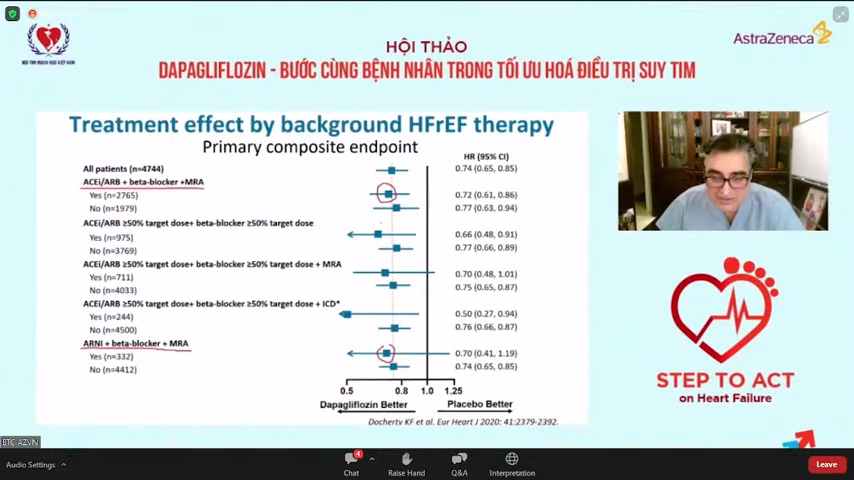 HỘI TIM MẠCH HỌC VIỆT NAM
HỘI THẢO
AstraZeneca
DAPAGLIFLOZIN - BƯỚC CÙNG BỆNH NHÂN TRONG TỐI ƯU HOÁ ĐIỀU TRỊ SUY TIM
Treatment effect by background HFrEF therapy
Primary composite endpoint
HR (95% CI)
All patients (n=4744) 0.74 (0.65, 0.85)
ACEi/ARB + beta-blocker +MRA
Yes (n=2765) 0.72 (0.61, 0.86)
No (n=1979) 0.77 (0.63, 0.94)
ACEi/ARB ≥50% target dose+ beta-blocker ≥50% target dose
Yes (n=975) 0.66 (0.48, 0.91)
No (n=3769) 0.77 (0.66, 0.89)
ACEi/ARB ≥50% target dose+ beta-blocker ≥50% target dose + MRA
Yes (n=711) 0.70 (0.48, 1.01)
No (n=4033) 0.75 (0.65, 0.87)
ACEi/ARB ≥50% target dose+ beta-blocker ≥50% target dose + ICD*
Yes (n=244) 0.50 (0.27, 0.94)
No (n=4500) 0.76 (0.66, 0.87)
ARNI + beta-blocker + MRA
Yes (n=332) 0.70 (0.41, 1.19)
No (n=4412) 0.74 (0.65, 0.85)
0.5 0.8 1.0 1.25
Dapagliflozin Better Placebo Better
Docherty KF et al. Eur Heart J 2020; 41:2379-2392.
STEP TO ACT
on Heart Failure
BTC AZVN
Audio Settings
4
Chat
Raise Hand
Q&A
Interpretation
Leave